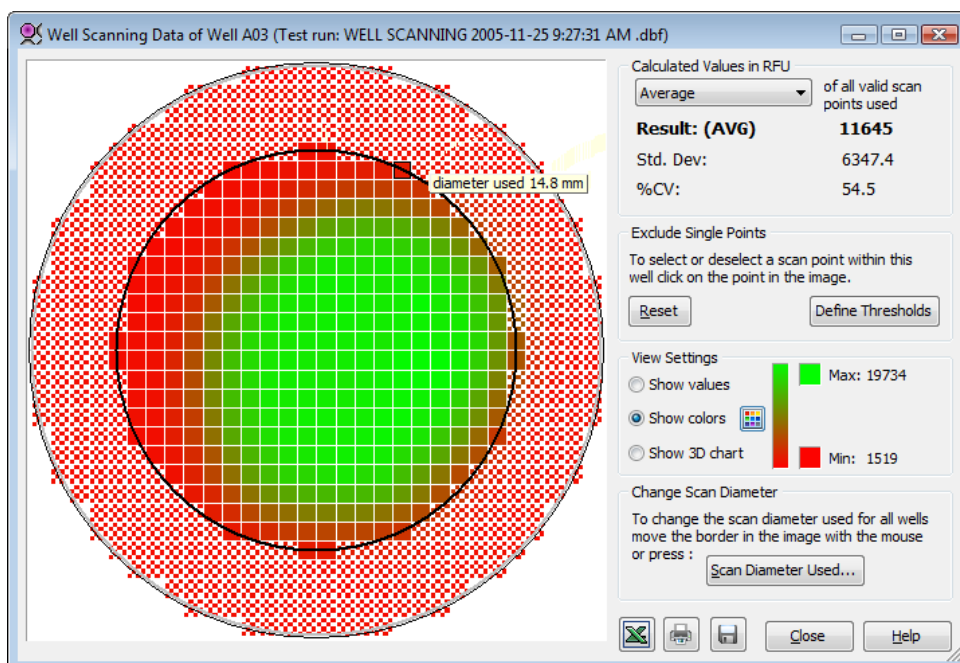 Well Scanning Data of Well A03 (Test run: WELL SCANNING 2005-11-25 9:27:31 AM .dbf)
diameter used 14.8 mm
Calculated Values in RFU
Average
of all valid scan
points used
Result: (AVG) 11645
Std. Dev: 6347.4
%CV: 54.5
Exclude Single Points
To select or deselect a scan point within this
well click on the point in the image.
Reset Define Thresholds
View Settings
Show values
Show colors
Show 3D chart
Max: 19734
Min: 1519
Change Scan Diameter
To change the scan diameter used for all wells
move the border in the image with the mouse
or press :
Scan Diameter Used...
Close Help